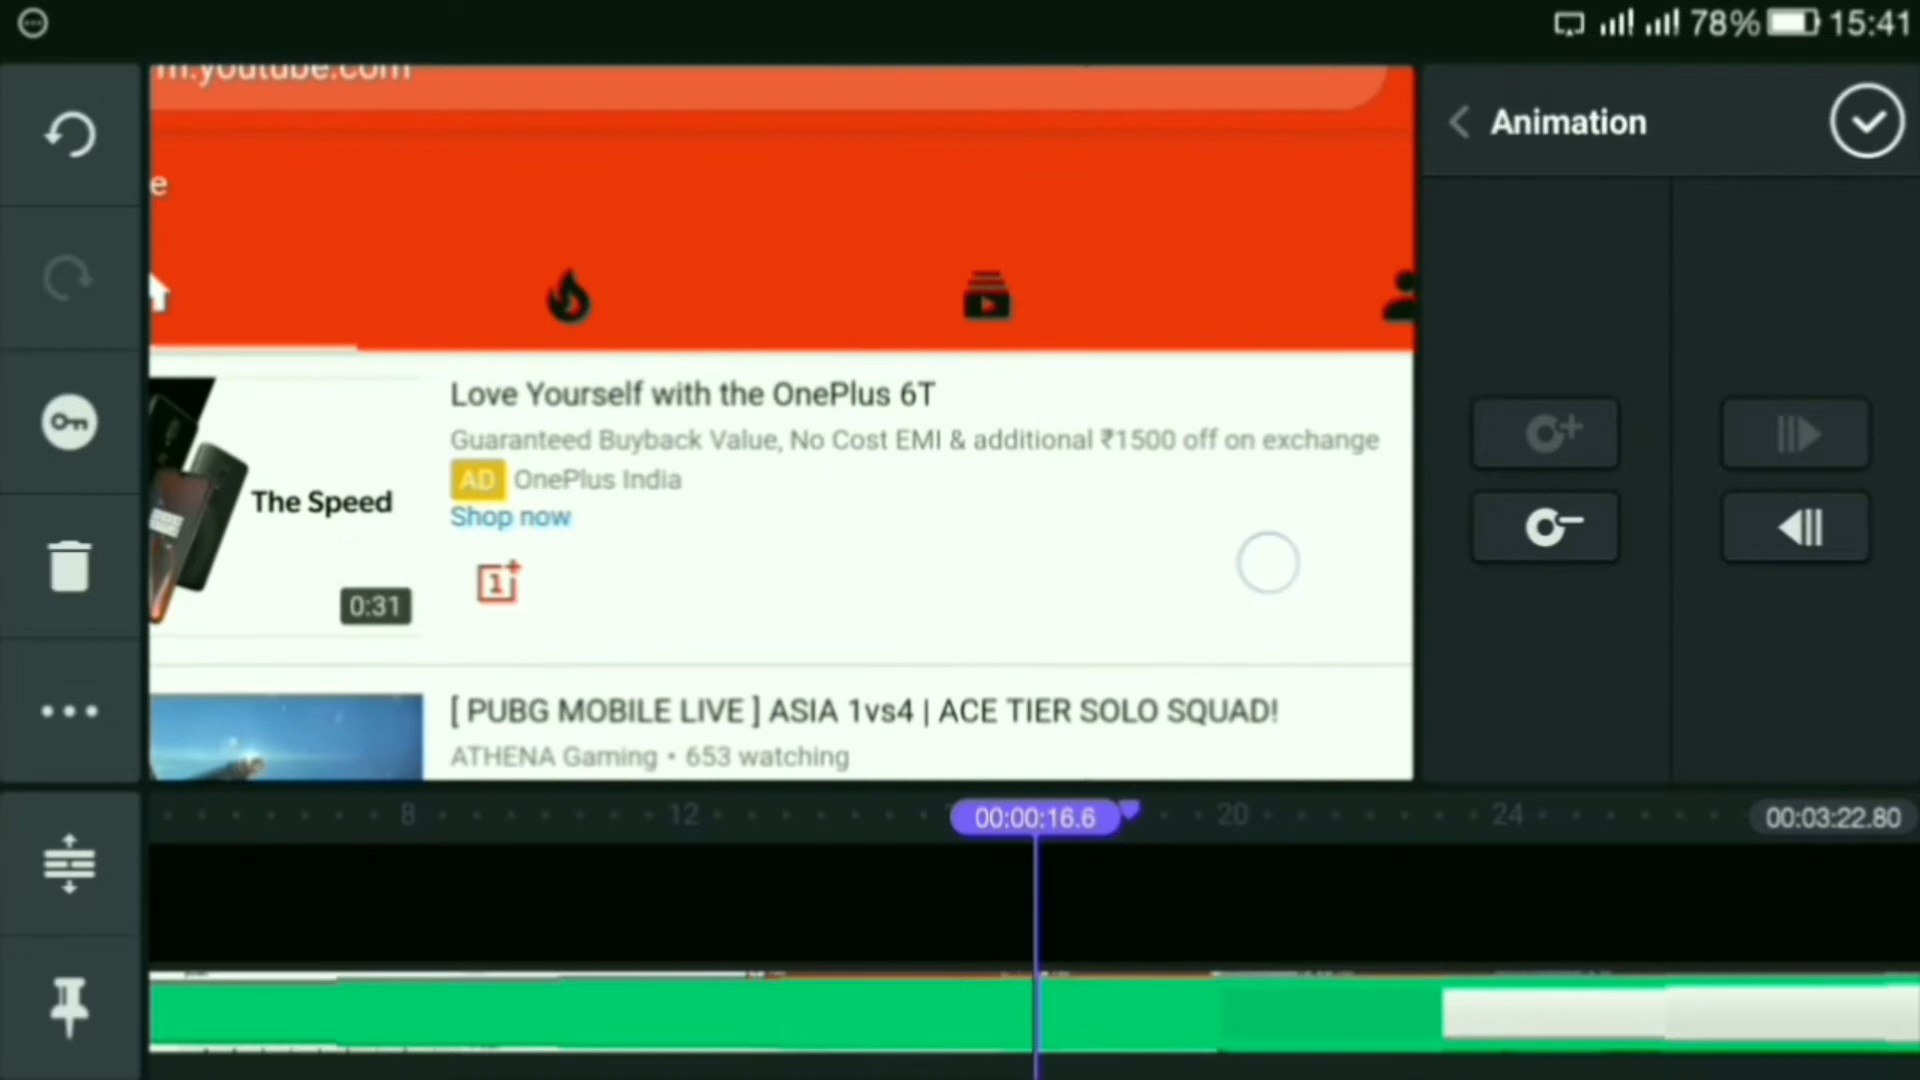 78% 15:41
m.youtube.com
Animation
e
Love Yourself with the OnePlus 6T
Guaranteed Buyback Value, No Cost EMI & additional ₹1500 off on exchange
AD OnePlus India
Shop now
The Speed
1+
0:31
[ PUBG MOBILE LIVE ] ASIA 1vs4 | ACE TIER SOLO SQUAD!
ATHENA Gaming • 653 watching
8 12 00:00:16.6 20 24 00:03:22.80